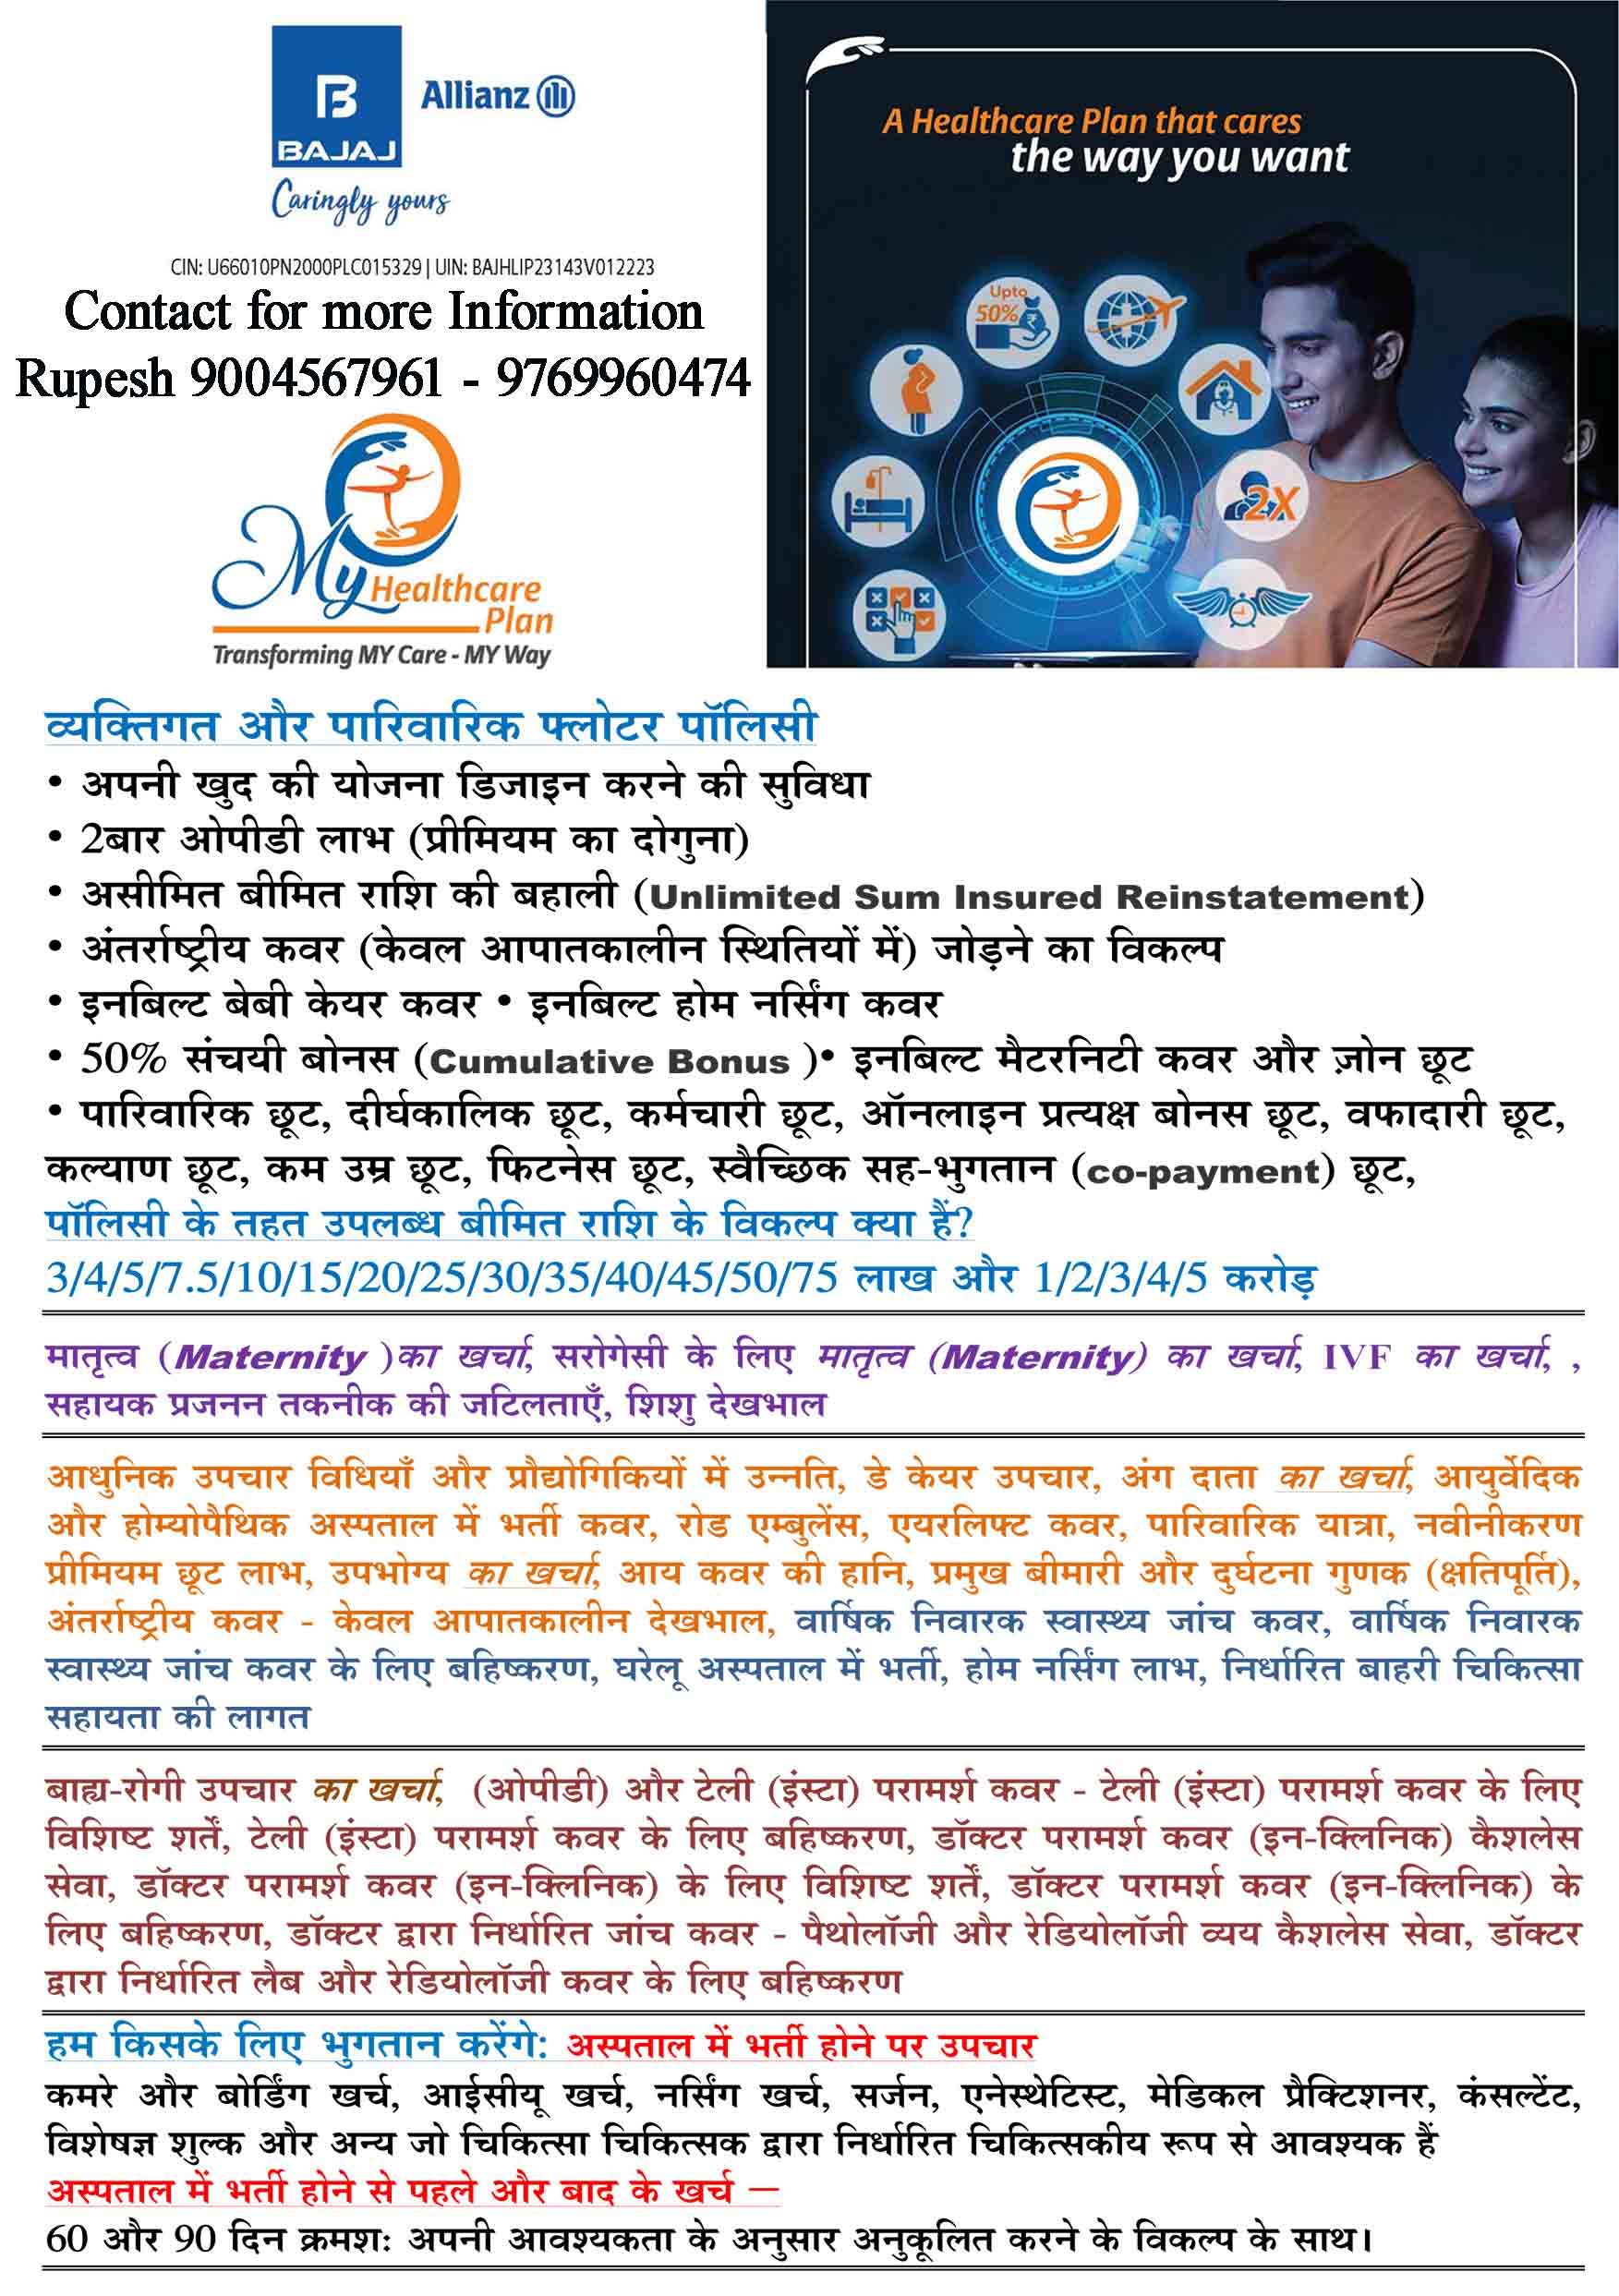 B
BAJAJ
Allianz
Caringly yours
CIN: U66010PN2000PLC015329 | UIN: BAJHLIP23143V012223
Contact for more Information
Rupesh 9004567961 - 9769960474
My Healthcare
Plan
Transforming MY Care - MY Way
A Healthcare Plan that cares
the way you want
Upto
50%
2X
व्यक्तिगत और पारिवारिक फ्लोटर पॉलिसी
• अपनी खुद की योजना डिजाइन करने की सुविधा
• 2बार ओपीडी लाभ (प्रीमियम का दोगुना)
• असीमित बीमित राशि की बहाली (Unlimited Sum Insured Reinstatement)
• अंतर्राष्ट्रीय कवर (केवल आपातकालीन स्थितियों में) जोड़ने का विकल्प
• इनबिल्ट बेबी केयर कवर • इनबिल्ट होम नर्सिंग कवर
• 50% संचयी बोनस (Cumulative Bonus )• इनबिल्ट मैटरनिटी कवर और ज़ोन छूट
• पारिवारिक छूट, दीर्घकालिक छूट, कर्मचारी छूट, ऑनलाइन प्रत्यक्ष बोनस छूट, वफादारी छूट,
कल्याण छूट, कम उम्र छूट, फिटनेस छूट, स्वैच्छिक सह-भुगतान (co-payment) छूट,
पॉलिसी के तहत उपलब्ध बीमित राशि के विकल्प क्या हैं?
3/4/5/7.5/10/15/20/25/30/35/40/45/50/75 लाख और 1/2/3/4/5 करोड़
मातृत्व (Maternity )का खर्चा, सरोगेसी के लिए मातृत्व (Maternity) का खर्चा, IVF का खर्चा, ,
सहायक प्रजनन तकनीक की जटिलताएँ, शिशु देखभाल
आधुनिक उपचार विधियाँ और प्रौद्योगिकियों में उन्नति, डे केयर उपचार, अंग दाता का खर्चा, आयुर्वेदिक
और होम्योपैथिक अस्पताल में भर्ती कवर, रोड एम्बुलेंस, एयरलिफ्ट कवर, पारिवारिक यात्रा, नवीनीकरण
प्रीमियम छूट लाभ, उपभोग्य का खर्चा, आय कवर की हानि, प्रमुख बीमारी और दुर्घटना गुणक (क्षतिपूर्ति),
अंतर्राष्ट्रीय कवर - केवल आपातकालीन देखभाल, वार्षिक निवारक स्वास्थ्य जांच कवर, वार्षिक निवारक
स्वास्थ्य जांच कवर के लिए बहिष्करण, घरेलू अस्पताल में भर्ती, होम नर्सिंग लाभ, निर्धारित बाहरी चिकित्सा
सहायता की लागत
बाह्य-रोगी उपचार का खर्चा, (ओपीडी) और टेली (इंस्टा) परामर्श कवर - टेली (इंस्टा) परामर्श कवर के लिए
विशिष्ट शर्तें, टेली (इंस्टा) परामर्श कवर के लिए बहिष्करण, डॉक्टर परामर्श कवर (इन-क्लिनिक) कैशलेस
सेवा, डॉक्टर परामर्श कवर (इन-क्लिनिक) के लिए विशिष्ट शर्तें, डॉक्टर परामर्श कवर (इन-क्लिनिक) के
लिए बहिष्करण, डॉक्टर द्वारा निर्धारित जांच कवर - पैथोलॉजी और रेडियोलॉजी व्यय कैशलेस सेवा, डॉक्टर
द्वारा निर्धारित लैब और रेडियोलॉजी कवर के लिए बहिष्करण
हम किसके लिए भुगतान करेंगे: अस्पताल में भर्ती होने पर उपचार
कमरे और बोर्डिंग खर्च, आईसीयू खर्च, नर्सिंग खर्च, सर्जन, एनेस्थेटिस्ट, मेडिकल प्रैक्टिशनर, कंसल्टेंट,
विशेषज्ञ शुल्क और अन्य जो चिकित्सा चिकित्सक द्वारा निर्धारित चिकित्सकीय रूप से आवश्यक हैं
अस्पताल में भर्ती होने से पहले और बाद के खर्च –
60 और 90 दिन क्रमशः अपनी आवश्यकता के अनुसार अनुकूलित करने के विकल्प के साथ।